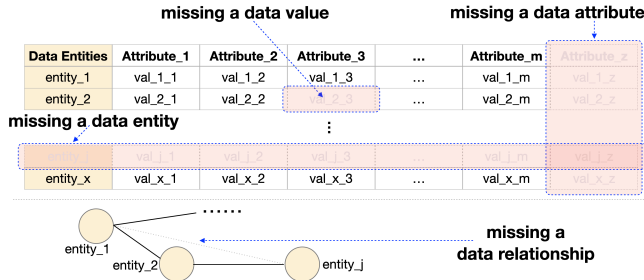 missing a data value
missing a data attribute
Data Entities Attribute_1 Attribute_2 Attribute_3 ... Attribute_m Attribute_z
entity_1 val_1_1 val_1_2 val_1_3 val_1_m val_1_z
entity_2 val_2_1 val_2_2 val_2_3 ... val_2_m val_2_z
missing a data entity
⋮
entity_j val_j_1 val_j_2 val_j_3 ... val_j_m val_j_z
entity_x val_x_1 val_x_2 val_x_3 ... val_x_m val_x_z
......
entity_1
missing a
data relationship
entity_2
entity_j